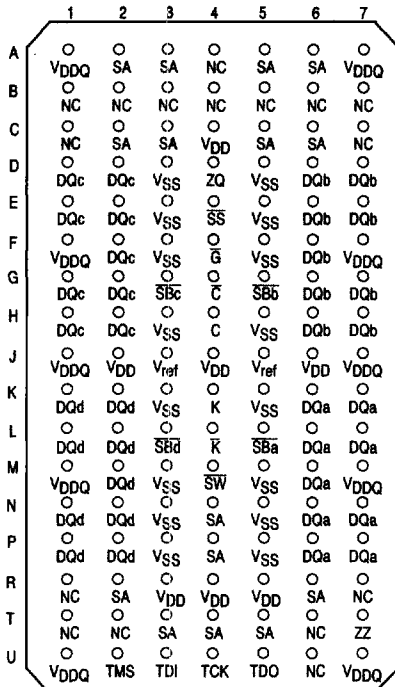 1 2 3 4 5 6 7
A
VDDQ SA SA NC SA SA VDDQ
B
NC NC NC NC NC NC NC
C
NC SA SA VDD SA SA NC
D
DQc DQc VSS ZQ VSS DQb DQb
E
DQc DQc VSS S̅S̅ VSS DQb DQb
F
VDDQ DQc VSS G̅ VSS DQb VDDQ
G
DQc DQc S̅B̅c̅ C̅ S̅B̅b̅ DQb DQb
H
DQc DQc VSS C VSS DQb DQb
J
VDDQ VDD Vref VDD Vref VDD VDDQ
K
DQd DQd VSS K VSS DQa DQa
L
DQd DQd S̅B̅d̅ K̅ S̅B̅a̅ DQa DQa
M
VDDQ DQd VSS S̅W̅ VSS DQa VDDQ
N
DQd DQd VSS SA VSS DQa DQa
P
DQd DQd VSS SA VSS DQa DQa
R
NC SA VDD VDD VDD SA NC
T
NC NC SA SA SA NC ZZ
U
VDDQ TMS TDI TCK TDO NC VDDQ